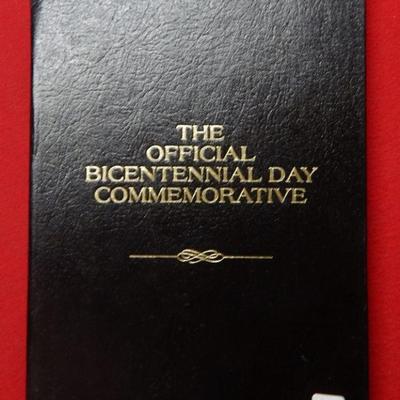 THE
OFFICIAL
BICENTENNIAL DAY
COMMEMORATIVE